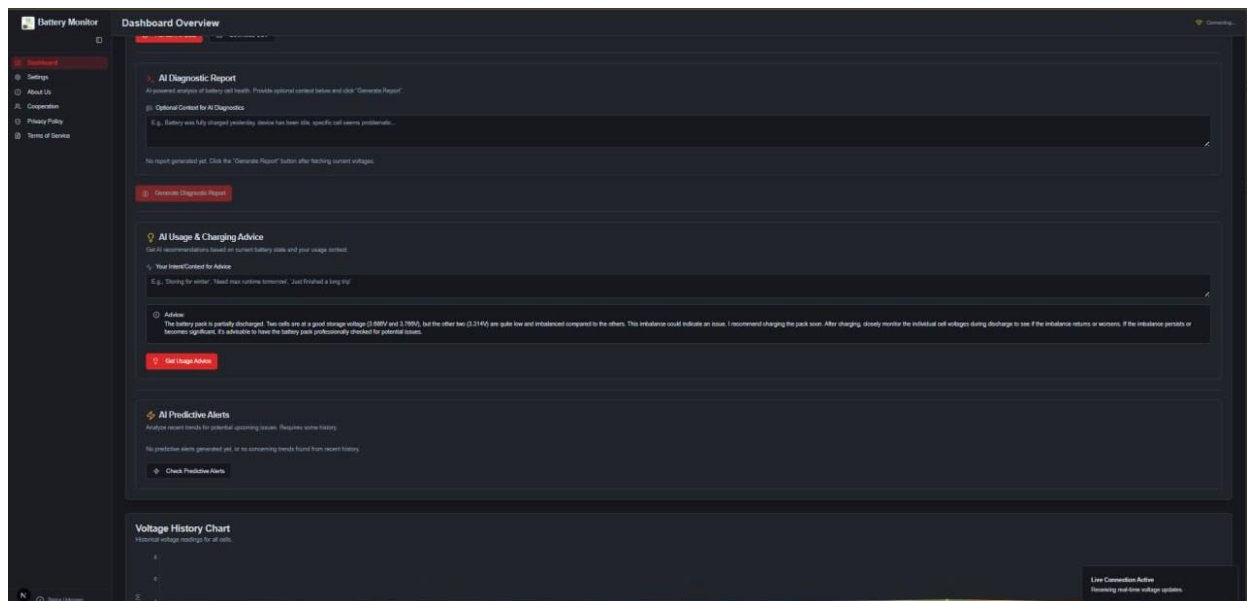 Battery Monitor
Dashboard Overview
Connecting...
Dashboard
Settings
About Us
Cooperation
Privacy Policy
Terms of Service
AI Diagnostic Report
AI-powered analysis of battery cell health. Provide optional context below and click "Generate Report".
Optional Context for AI Diagnostics
E.g., Battery was fully charged yesterday, device has been idle, specific cell seems problematic...
No report generated yet. Click the "Generate Report" button after fetching current voltages.
Generate Diagnostic Report
AI Usage & Charging Advice
Get AI recommendations based on current battery state and your usage context.
Your Intent/Context for Advice
E.g., 'Storing for winter', 'Need max runtime tomorrow', 'Just finished a long trip'
Advice:
The battery pack is partially discharged. Two cells are at a good storage voltage (3.888V and 3.789V), but the other two (3.314V) are quite low and imbalanced compared to the others. This imbalance could indicate an issue. I recommend charging the pack soon. After charging, closely monitor the individual cell voltages during discharge to see if the imbalance returns or worsens. If the imbalance persists or
becomes significant, it's advisable to have the battery pack professionally checked for potential issues.
Get Usage Advice
AI Predictive Alerts
Analyze recent trends for potential upcoming issues. Requires some history.
No predictive alerts generated yet, or no concerning trends found from recent history.
Check Predictive Alerts
Voltage History Chart
Historical voltage readings for all cells.
Live Connection Active
Receiving real-time voltage updates.
N